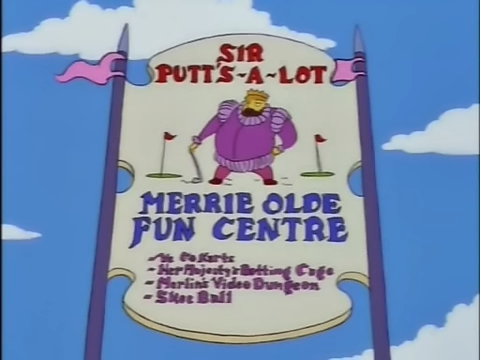 SIR
PUTT'S-A-LOT
MERRIE OLDE
FUN CENTRE
-Ye Go Karts
-Her Majesty's Batting Cage
-Merlin's Video Dungeon
-Skee Ball